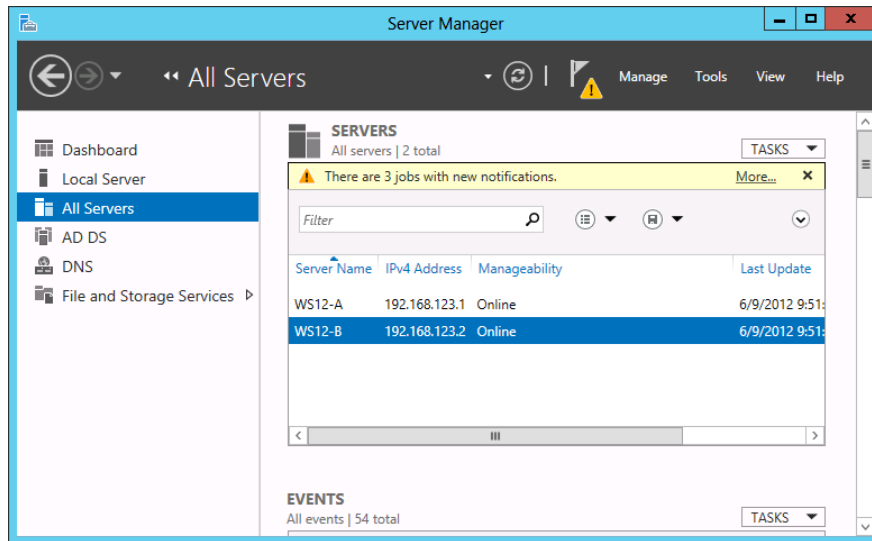 Server Manager
All Servers
Manage Tools View Help
Dashboard
Local Server
All Servers
AD DS
DNS
File and Storage Services
SERVERS
All servers | 2 total
TASKS
There are 3 jobs with new notifications.
More...
Filter
Server Name IPv4 Address Manageability Last Update
WS12-A 192.168.123.1 Online 6/9/2012 9:51:
WS12-B 192.168.123.2 Online 6/9/2012 9:51:
EVENTS
All events | 54 total
TASKS